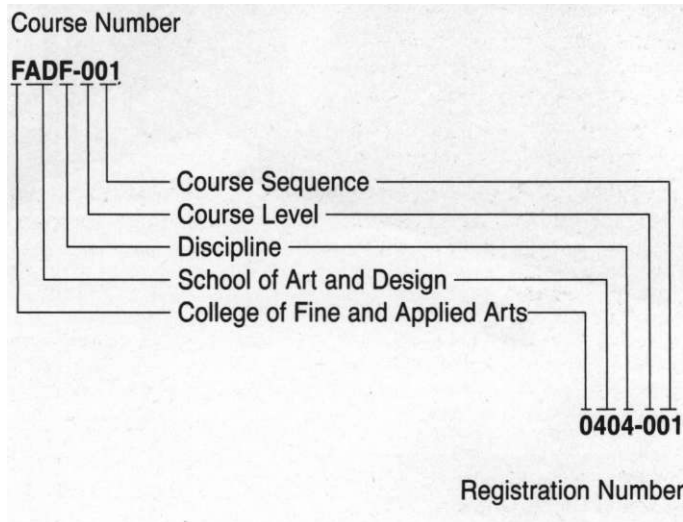 Course Number
FADF-001
Course Sequence
Course Level
Discipline
School of Art and Design
College of Fine and Applied Arts
0404-001
Registration Number